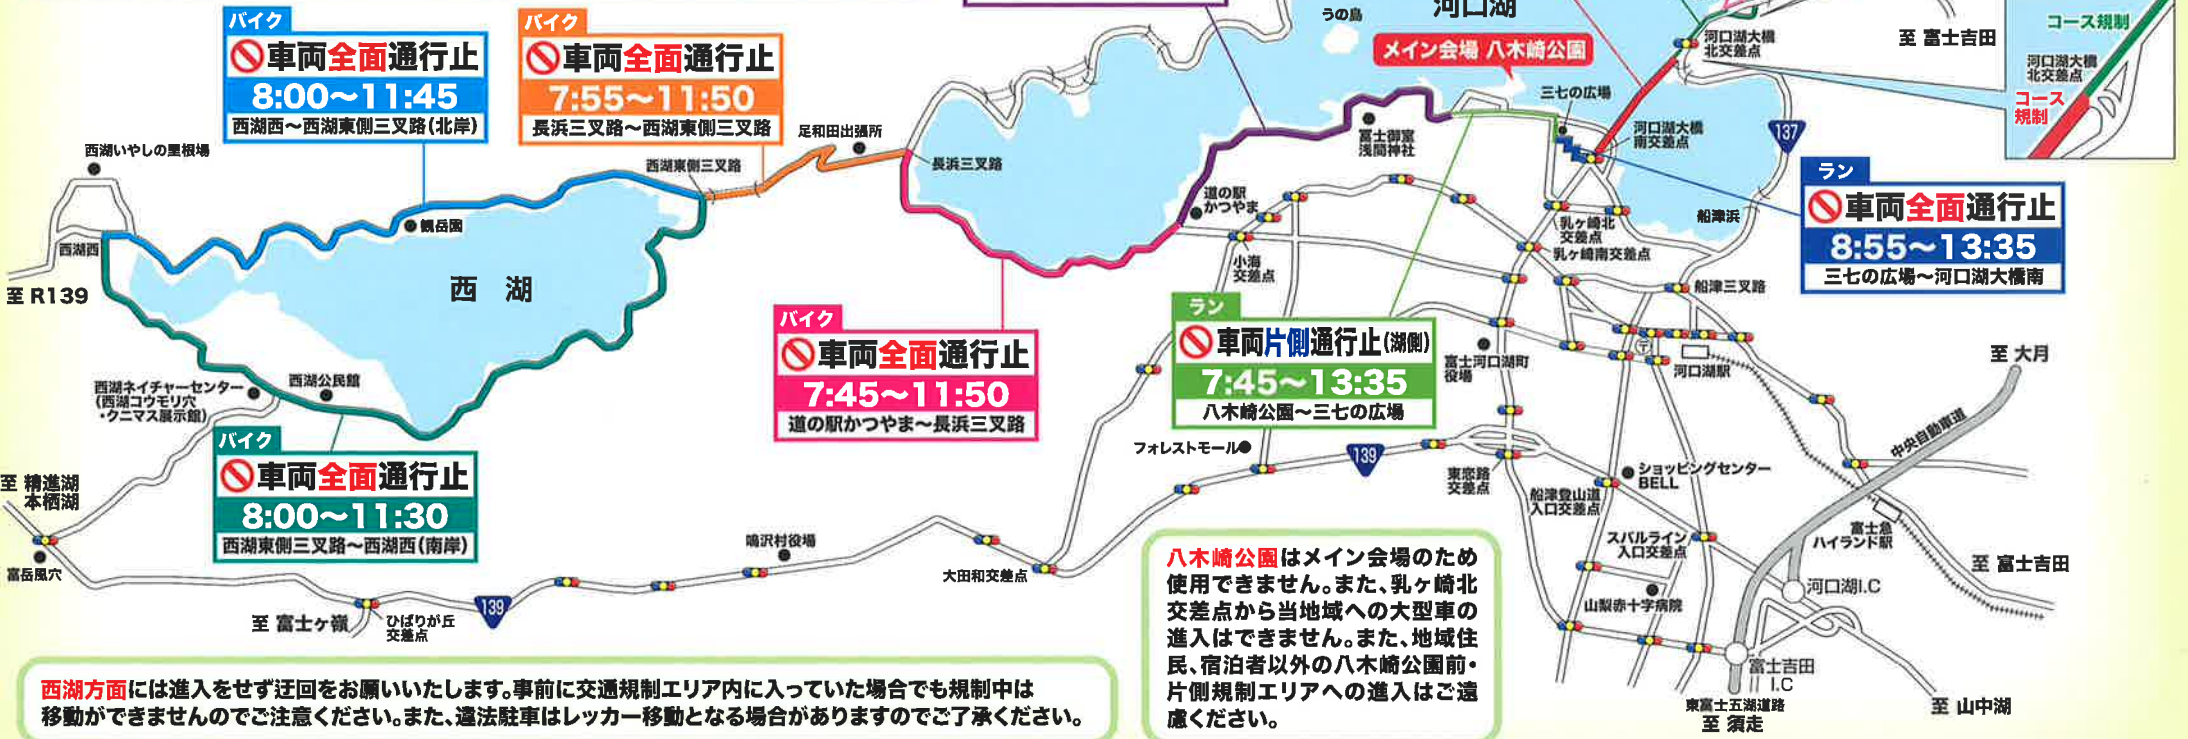 バイク
車両全面通行止
8:00〜11:45
西湖西〜西湖東側三叉路(北岸)
バイク
車両全面通行止
7:55〜11:50
長浜三叉路〜西湖東側三叉路
うの島
河口湖
メイン会場 八木崎公園
河口湖大橋
北交差点
至 富士吉田
コース規制
河口湖大橋
北交差点
コース
規制
三七の広場
河口湖大橋
南交差点
137
ラン
車両全面通行止
8:55〜13:35
三七の広場〜河口湖大橋南
西湖いやしの里根場
足和田出張所
西湖東側三叉路
長浜三叉路
富士御室
浅間神社
道の駅
かつやま
船津浜
観岳園
西湖西
至 R139
西 湖
乳ヶ崎北
交差点
乳ヶ崎南交差点
小海
交差点
船津三叉路
バイク
車両全面通行止
7:45〜11:50
道の駅かつやま〜長浜三叉路
ラン
車両片側通行止(湖側)
7:45〜13:35
八木崎公園〜三七の広場
富士河口湖町
役場
〒
河口湖駅
至 大月
西湖ネイチャーセンター
(西湖コウモリ穴
・クニマス展示館)
西湖公民館
バイク
車両全面通行止
8:00〜11:30
西湖東側三叉路〜西湖西(南岸)
フォレストモール
139
東恋路
交差点
ショッピングセンター
BELL
中央自動車道
船津登山道
入口交差点
至 精進湖
本栖湖
富岳風穴
鳴沢村役場
大田和交差点
スバルライン
入口交差点
富士急
ハイランド駅
至 富士吉田
河口湖I.C
山梨赤十字病院
139
至 富士ヶ嶺
ひばりが丘
交差点
八木崎公園はメイン会場のため
使用できません。また、乳ヶ崎北
交差点から当地域への大型車の
進入はできません。また、地域住
民、宿泊者以外の八木崎公園前・
片側規制エリアへの進入はご遠
慮ください。
富士吉田
I.C
東富士五湖道路
至 須走
至 山中湖
西湖方面には進入をせず迂回をお願いいたします。事前に交通規制エリア内に入っていた場合でも規制中は
移動ができませんのでご注意ください。また、違法駐車はレッカー移動となる場合がありますのでご了承ください。